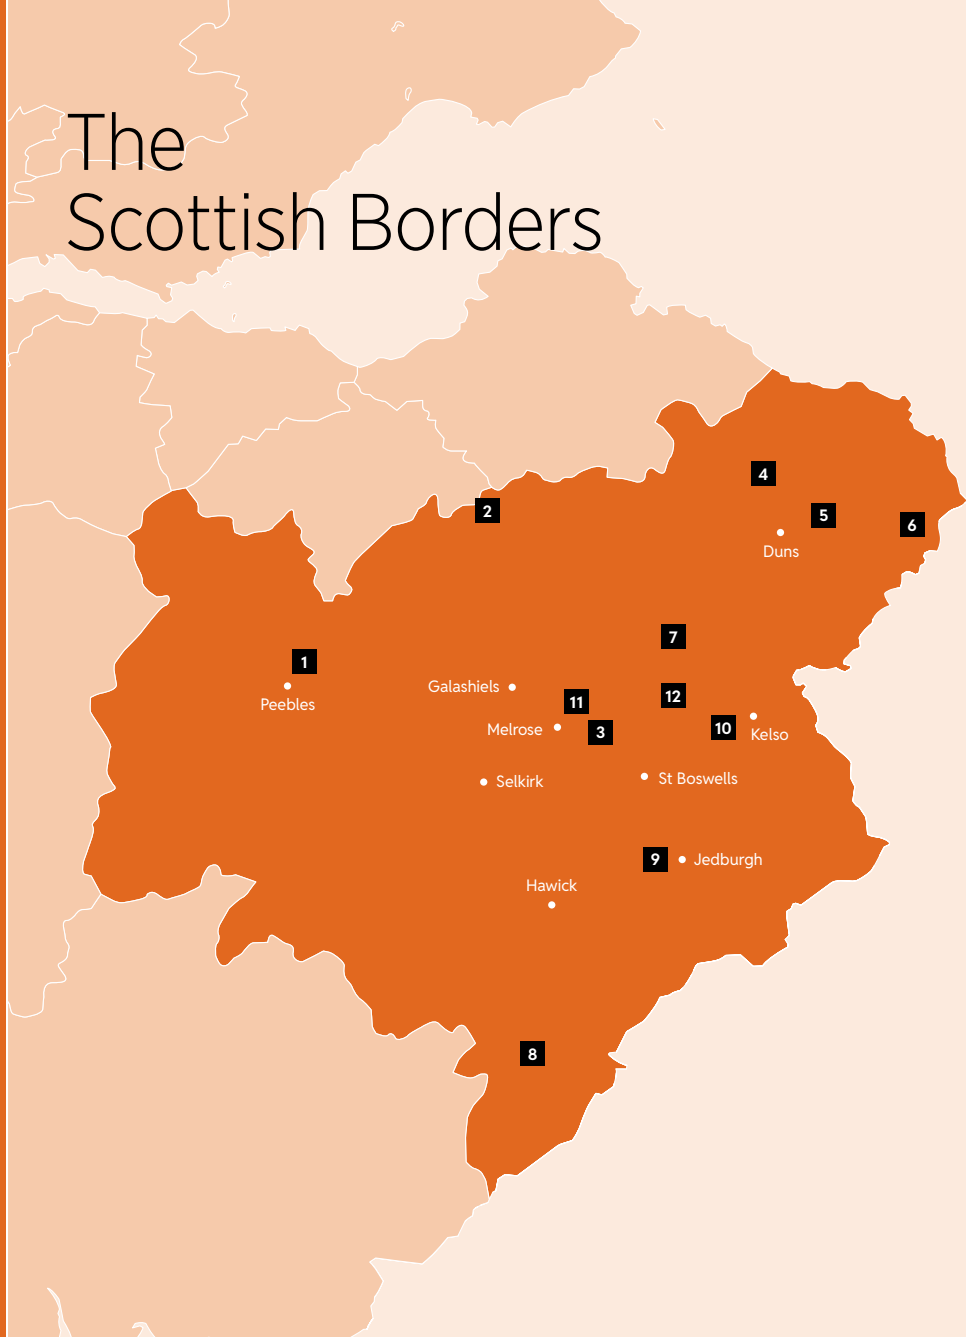 The
Scottish Borders
4
2
5
6
Duns
7
1
Peebles
Galashiels
12
11
Melrose
3
10
Kelso
Selkirk
St Boswells
9
Jedburgh
Hawick
8